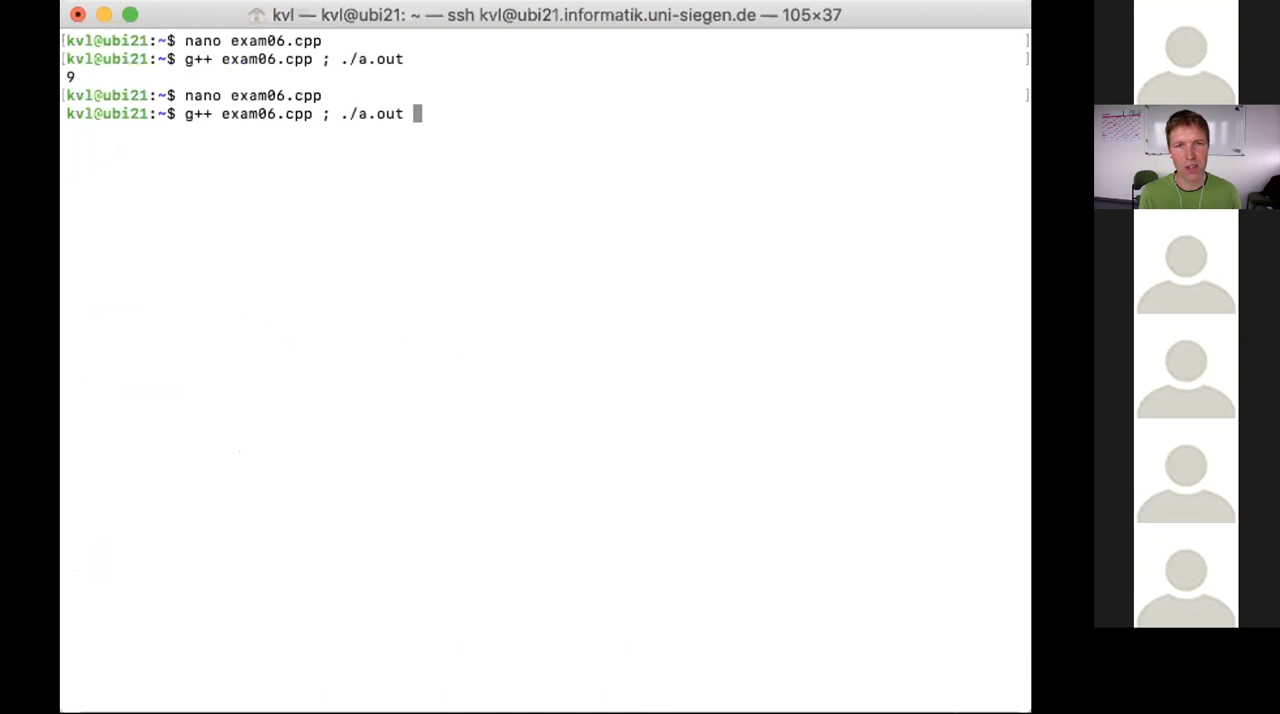 kvl — kvl@ubi21: ~ — ssh kvl@ubi21.informatik.uni-siegen.de — 105×37
[kvl@ubi21:~$ nano exam06.cpp ]
[kvl@ubi21:~$ g++ exam06.cpp ; ./a.out ]
9
[kvl@ubi21:~$ nano exam06.cpp ]
kvl@ubi21:~$ g++ exam06.cpp ; ./a.out